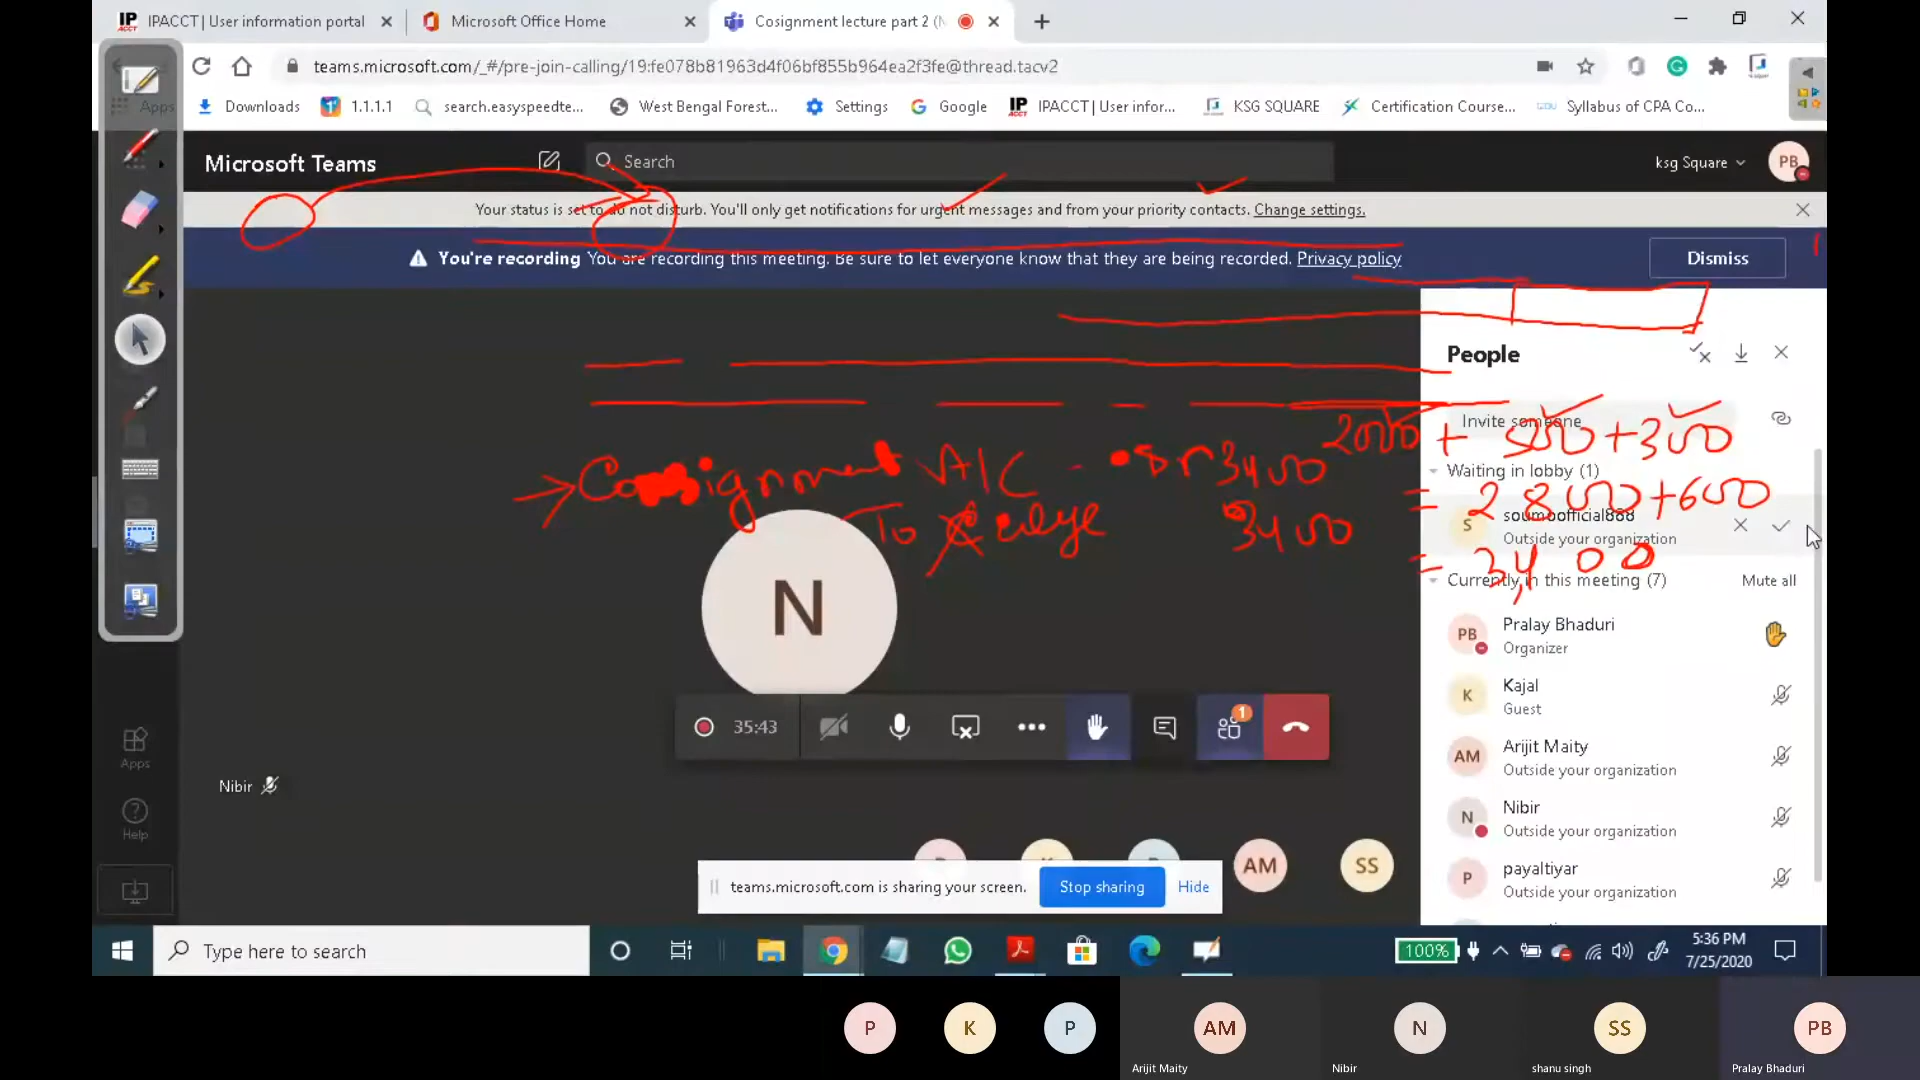 IPACCT | User information portal
Microsoft Office Home
Cosignment lecture part 2 (N
teams.microsoft.com/_#/pre-join-calling/19:fe078b81963d4f06bf855b964ea2f3fe@thread.tacv2
Apps
Downloads
1.1.1.1
search.easyspeedte...
West Bengal Forest...
Settings
Google
IPACCT | User infor...
KSG SQUARE
Certification Course...
Syllabus of CPA Co...
Microsoft Teams
Search
ksg Square
PB
Your status is set to do not disturb. You'll only get notifications for urgent messages and from your priority contacts. Change settings.
You're recording You are recording this meeting. Be sure to let everyone know that they are being recorded. Privacy policy
Dismiss
People
Invite someone
2000 + 500 + 300
Waiting in lobby (1)
Consignment A/C - Dr 3400
= 2800 + 600
soumoofficial888
Outside your organization
3400
= 3,400
Currently in this meeting (7)
Mute all
N
PB
Pralay Bhaduri
Organizer
K
Kajal
Guest
AM
Arijit Maity
Outside your organization
N
Nibir
Outside your organization
P
payaltiyar
Outside your organization
35:43
1
Nibir
Apps
Help
AM
SS
teams.microsoft.com is sharing your screen.
Stop sharing
Hide
Type here to search
100%
5:36 PM
7/25/2020
P
K
P
AM
Arijit Maity
N
Nibir
SS
shanu singh
PB
Pralay Bhaduri